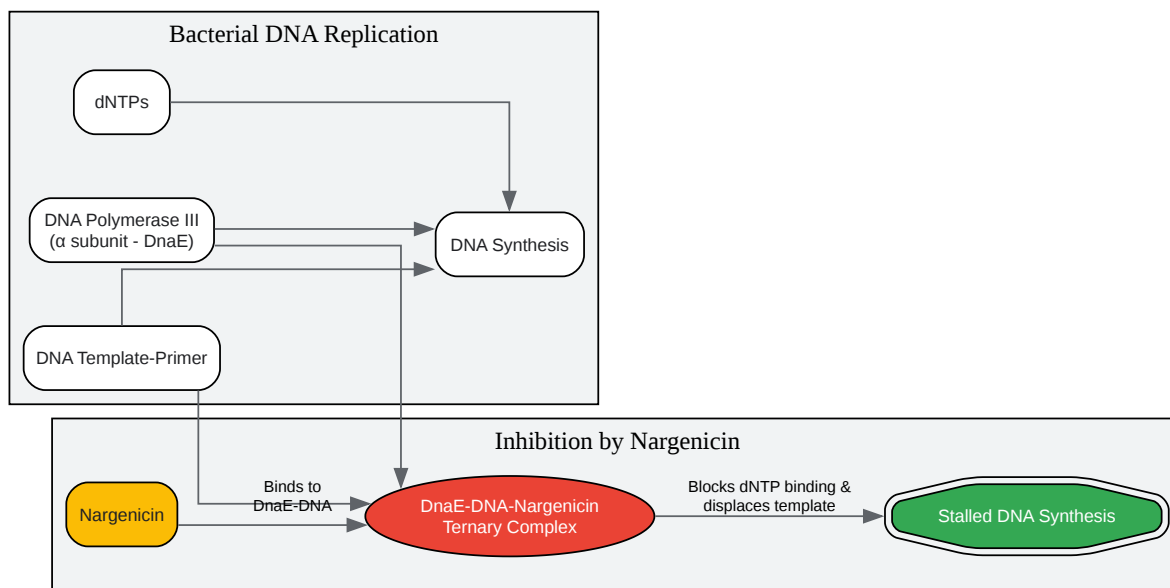 Bacterial DNA Replication
dNTPs
DNA Polymerase III
(α subunit - DnaE)
DNA Synthesis
DNA Template-Primer
Inhibition by Nargenicin
Nargenicin
Binds to
DnaE-DNA
DnaE-DNA-Nargenicin
Ternary Complex
Blocks dNTP binding &
displaces template
Stalled DNA Synthesis